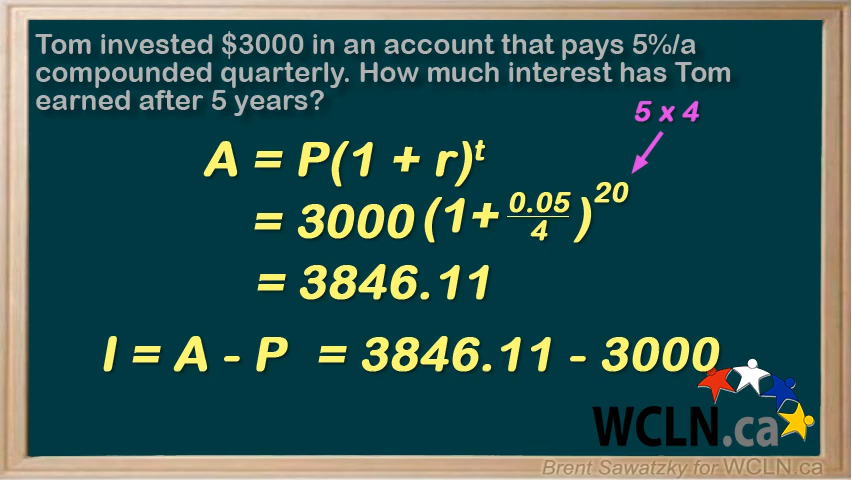 Tom invested $3000 in an account that pays 5%/a
compounded quarterly. How much interest has Tom
earned after 5 years?
5 x 4
A = P(1 + r)^t
= 3000 (1+ 0.05/4 )^20
= 3846.11
I = A - P = 3846.11 - 3000
WCLN.ca
Brent Sawatzky for WCLN.ca